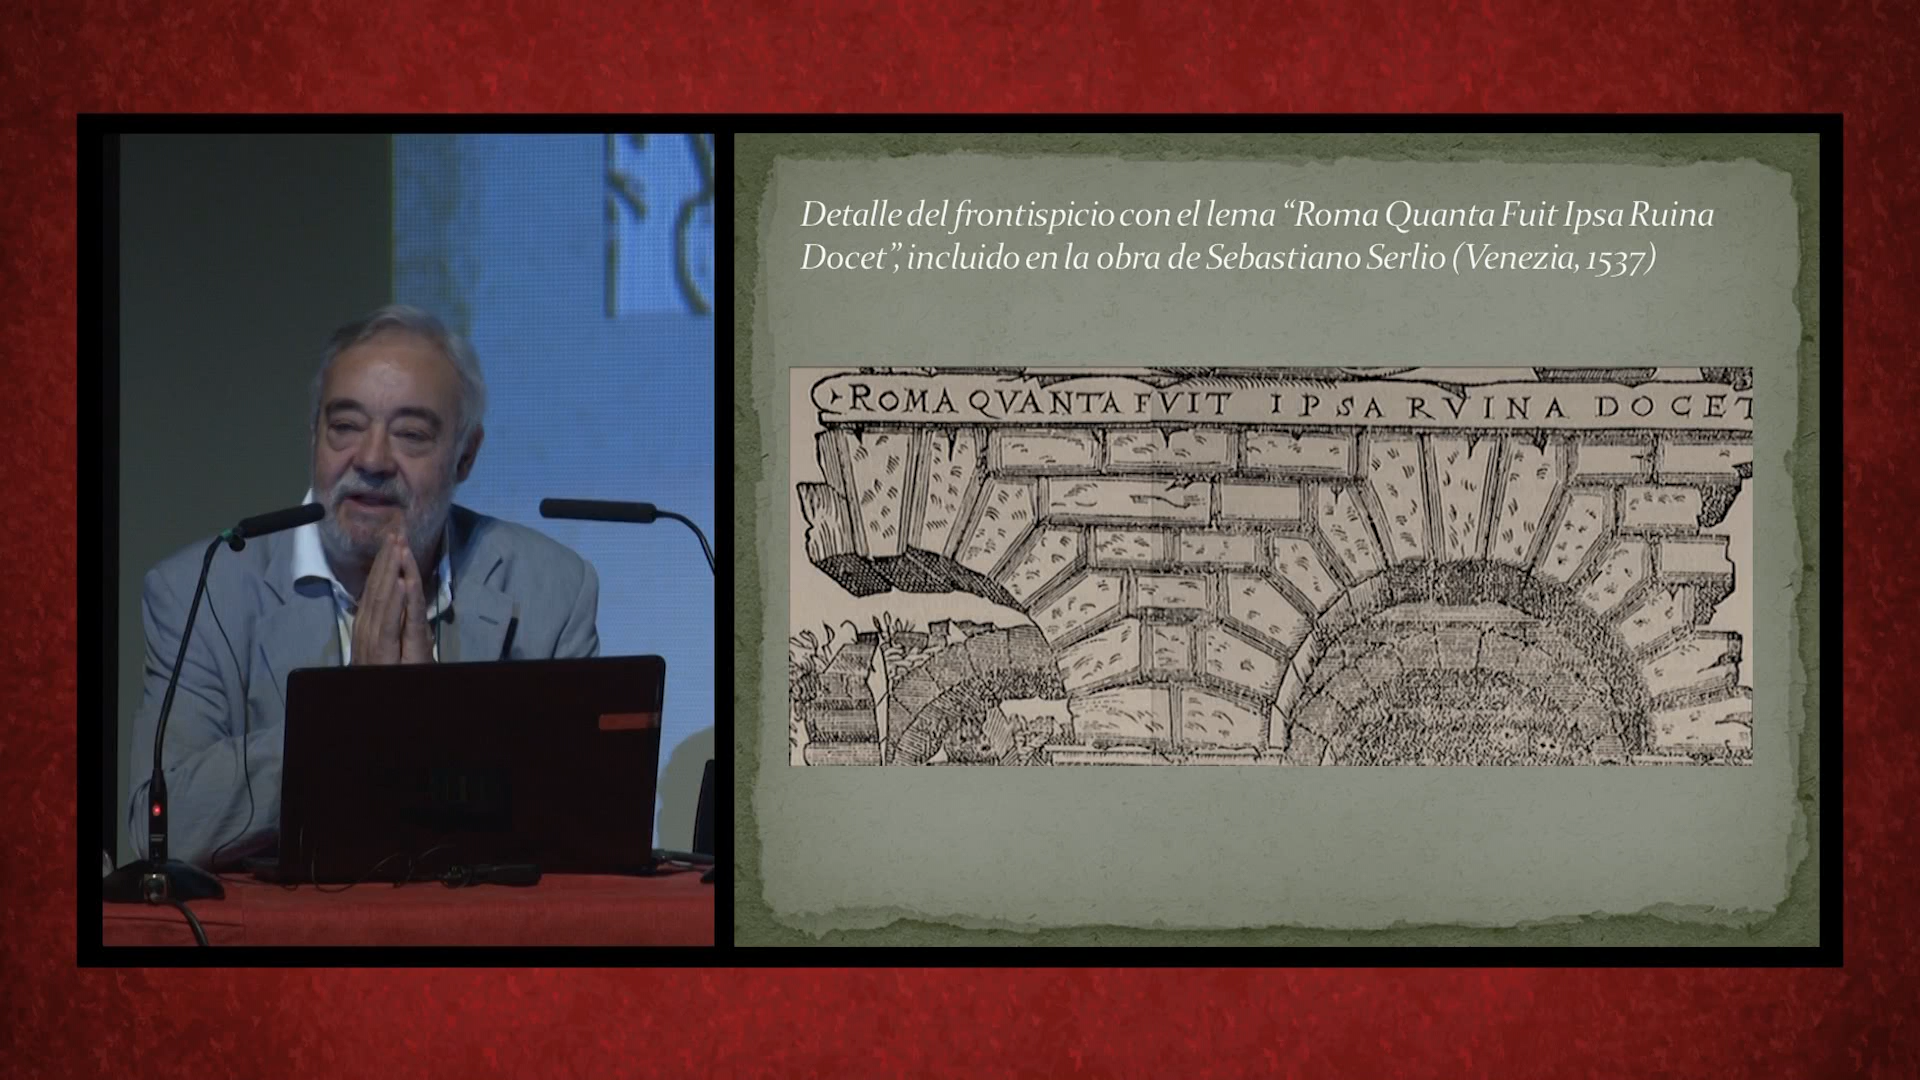 Detalle del frontispicio con el lema “Roma Quanta Fuit Ipsa Ruina
Docet”, incluido en la obra de Sebastiano Serlio (Venezia, 1537)
ROMA QVANTA FVIT IPSA RVINA DOCET